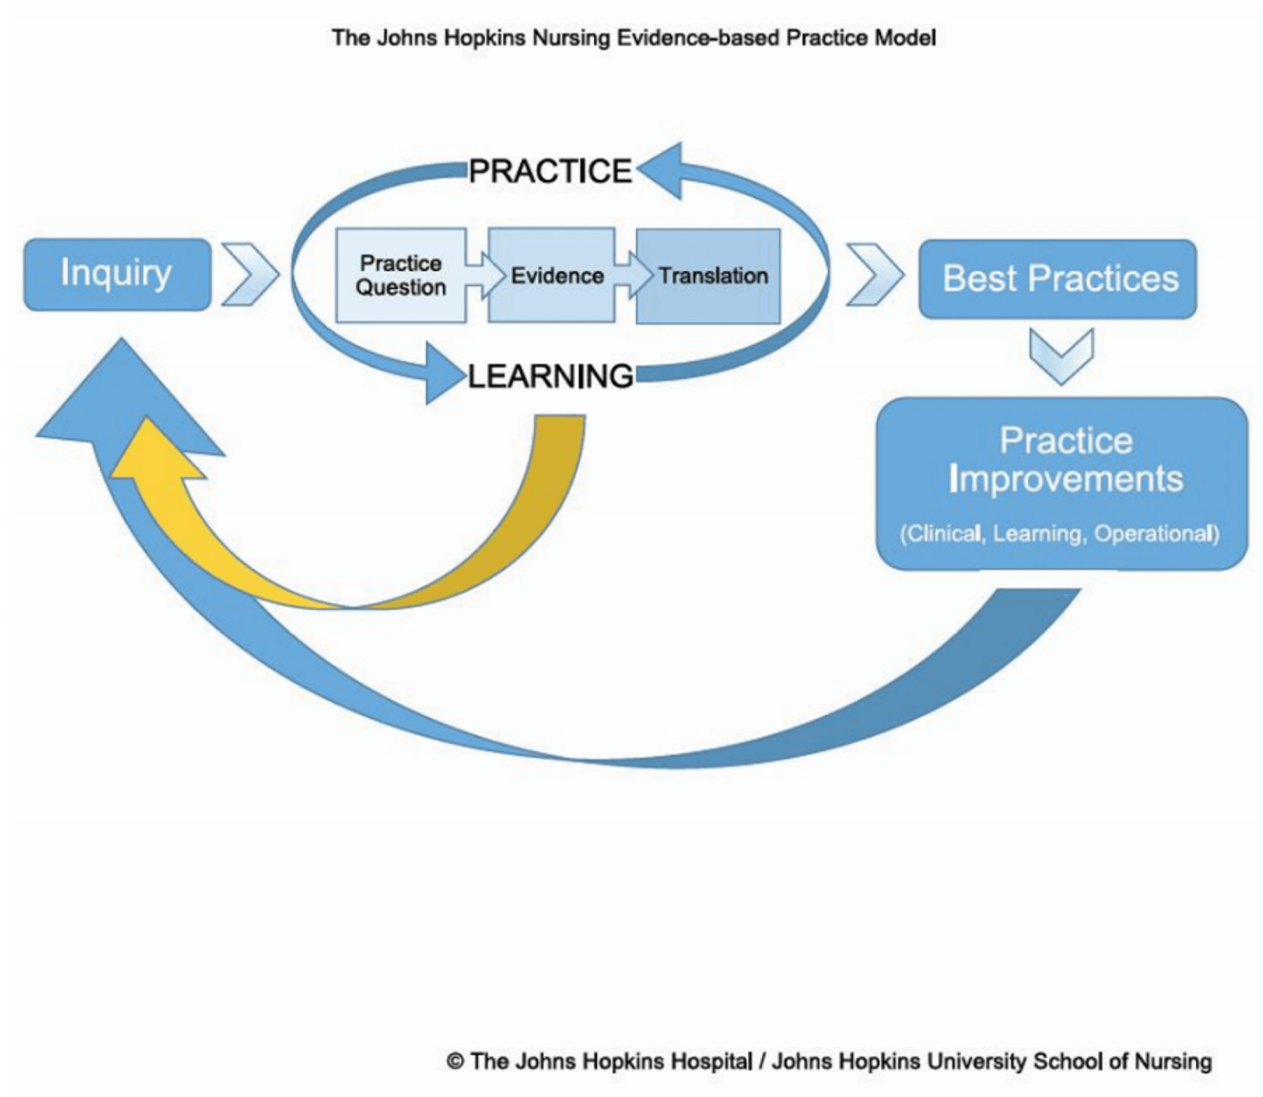 The Johns Hopkins Nursing Evidence-based Practice Model
PRACTICE
Inquiry
Practice
Question
Evidence
Translation
LEARNING
Best Practices
Practice
Improvements
(Clinical, Learning, Operational)
© The Johns Hopkins Hospital / Johns Hopkins University School of Nursing